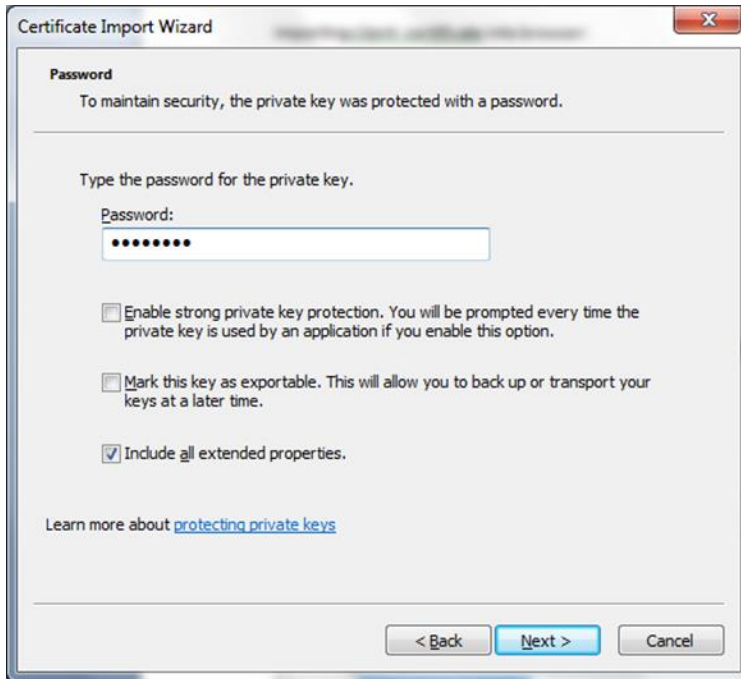 Certificate Import Wizard
Password
To maintain security, the private key was protected with a password.
Type the password for the private key.
Password:
••••••••
Enable strong private key protection. You will be prompted every time the
private key is used by an application if you enable this option.
Mark this key as exportable. This will allow you to back up or transport your
keys at a later time.
Include all extended properties.
Learn more about protecting private keys
< Back Next > Cancel